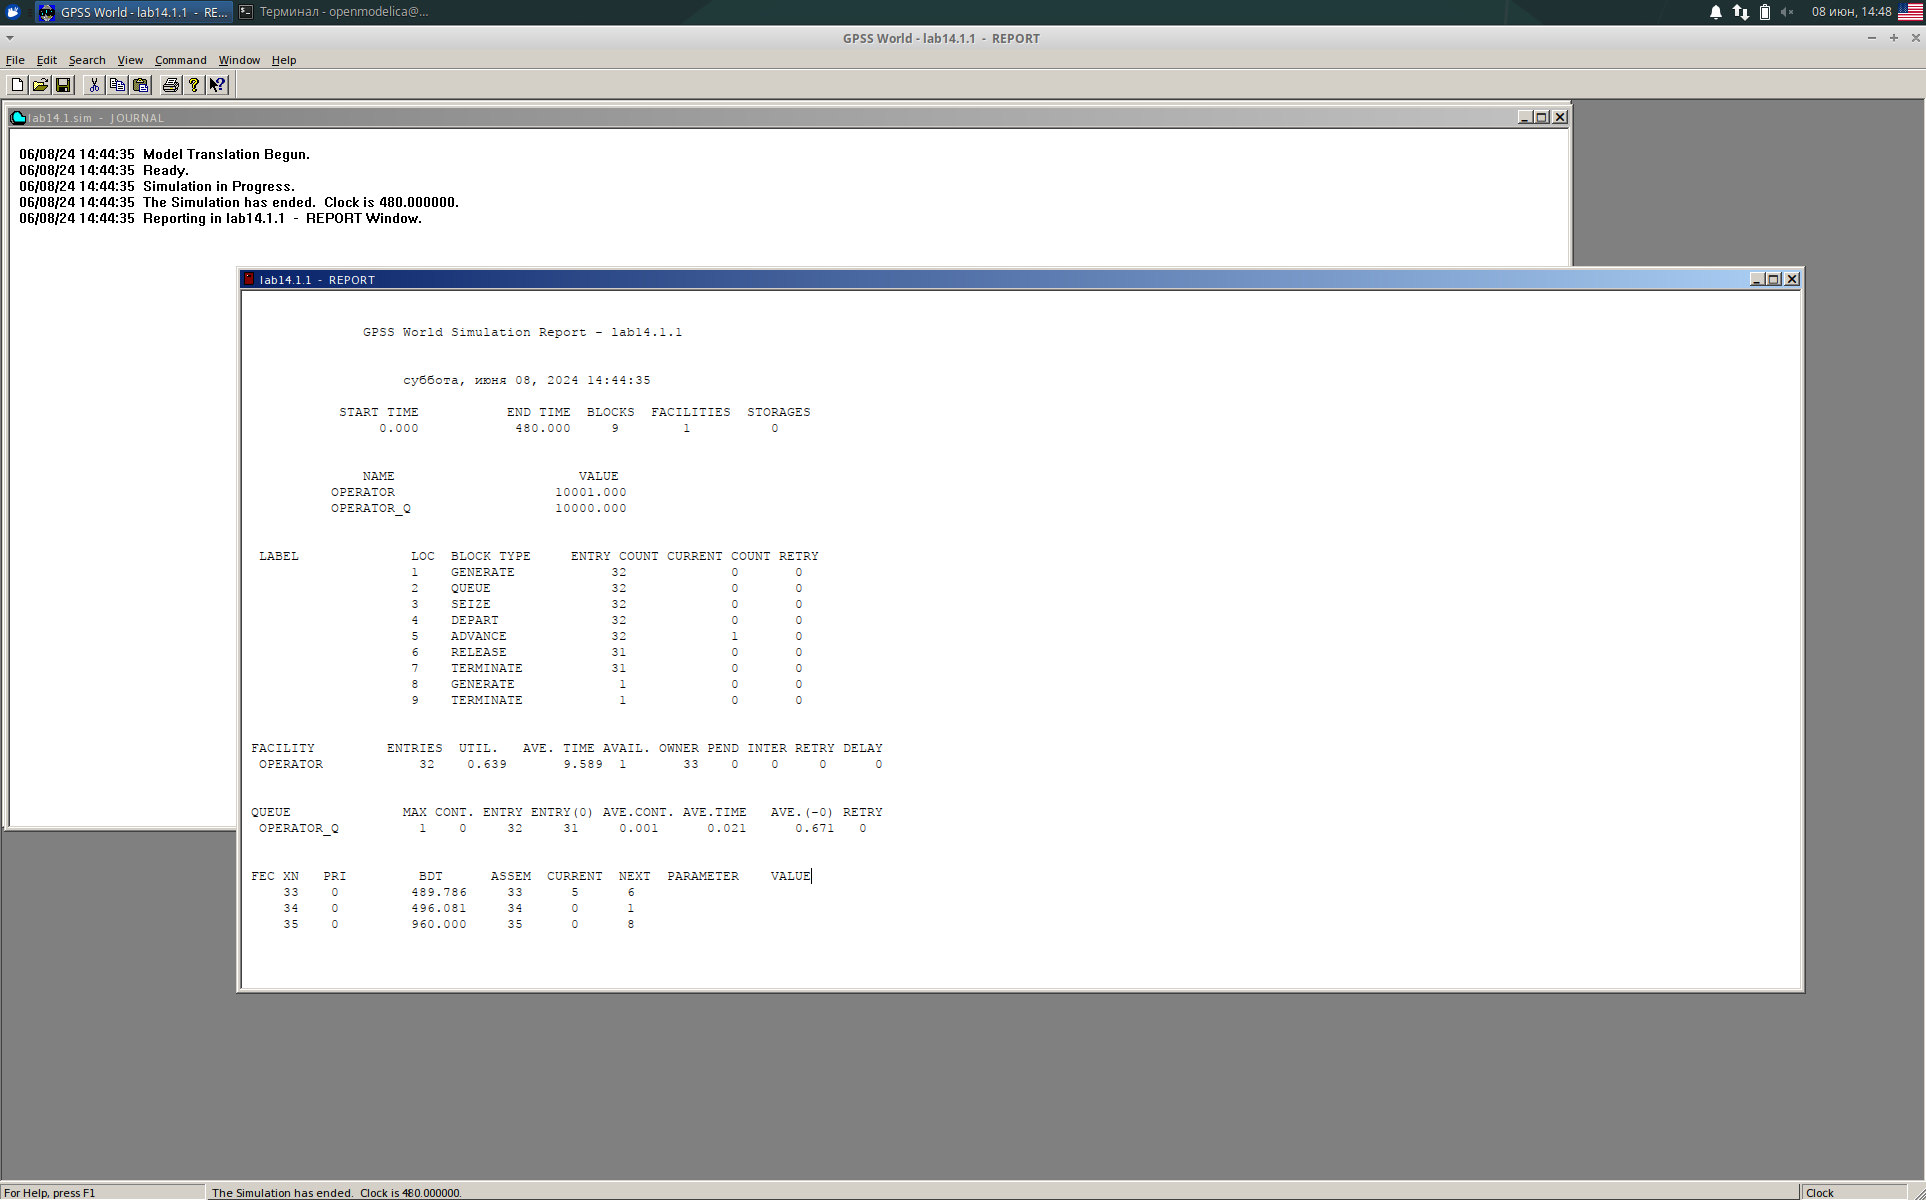 GPSS World - lab14.1.1 - RE...
Терминал - openmodelica@...
08 июн, 14:48
GPSS World - lab14.1.1 - REPORT
File Edit Search View Command Window Help
lab14.1.sim - JOURNAL
06/08/24 14:44:35 Model Translation Begun.
06/08/24 14:44:35 Ready.
06/08/24 14:44:35 Simulation in Progress.
06/08/24 14:44:35 The Simulation has ended. Clock is 480.000000.
06/08/24 14:44:35 Reporting in lab14.1.1 - REPORT Window.
lab14.1.1 - REPORT
GPSS World Simulation Report - lab14.1.1
суббота, июня 08, 2024 14:44:35
START TIME END TIME BLOCKS FACILITIES STORAGES
0.000 480.000 9 1 0
NAME VALUE
OPERATOR 10001.000
OPERATOR_Q 10000.000
LABEL LOC BLOCK TYPE ENTRY COUNT CURRENT COUNT RETRY
1 GENERATE 32 0 0
2 QUEUE 32 0 0
3 SEIZE 32 0 0
4 DEPART 32 0 0
5 ADVANCE 32 1 0
6 RELEASE 31 0 0
7 TERMINATE 31 0 0
8 GENERATE 1 0 0
9 TERMINATE 1 0 0
FACILITY ENTRIES UTIL. AVE. TIME AVAIL. OWNER PEND INTER RETRY DELAY
OPERATOR 32 0.639 9.589 1 33 0 0 0 0
QUEUE MAX CONT. ENTRY ENTRY(0) AVE.CONT. AVE.TIME AVE.(-0) RETRY
OPERATOR_Q 1 0 32 31 0.001 0.021 0.671 0
FEC XN PRI BDT ASSEM CURRENT NEXT PARAMETER VALUE
33 0 489.786 33 5 6
34 0 496.081 34 0 1
35 0 960.000 35 0 8
For Help, press F1
The Simulation has ended. Clock is 480.000000.
Clock